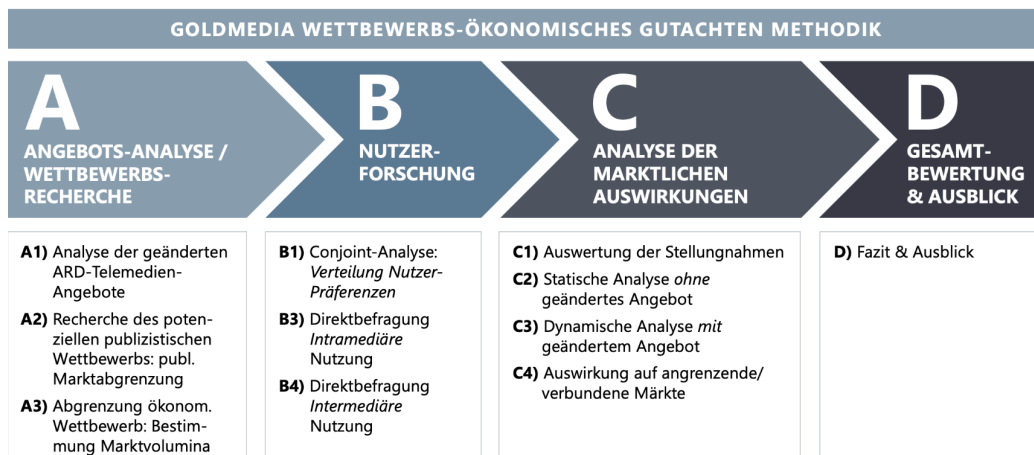 GOLDMEDIA WETTBEWERBS-ÖKONOMISCHES GUTACHTEN METHODIK
A
ANGEBOTS-ANALYSE /
WETTBEWERBS-
RECHERCHE
B
NUTZER-
FORSCHUNG
C
ANALYSE DER
MARKTLICHEN
AUSWIRKUNGEN
D
GESAMT-
BEWERTUNG
& AUSBLICK
A1) Analyse der geänderten
ARD-Telemedien-
Angebote
A2) Recherche des poten-
ziellen publizistischen
Wettbewerbs: publ.
Marktabgrenzung
A3) Abgrenzung ökonom.
Wettbewerb: Bestim-
mung Marktvolumina
B1) Conjoint-Analyse:
Verteilung Nutzer-
Präferenzen
B3) Direktbefragung
Intramediäre
Nutzung
B4) Direktbefragung
Intermediäre
Nutzung
C1) Auswertung der Stellungnahmen
C2) Statische Analyse ohne
geändertes Angebot
C3) Dynamische Analyse mit
geändertem Angebot
C4) Auswirkung auf angrenzende/
verbundene Märkte
D) Fazit & Ausblick